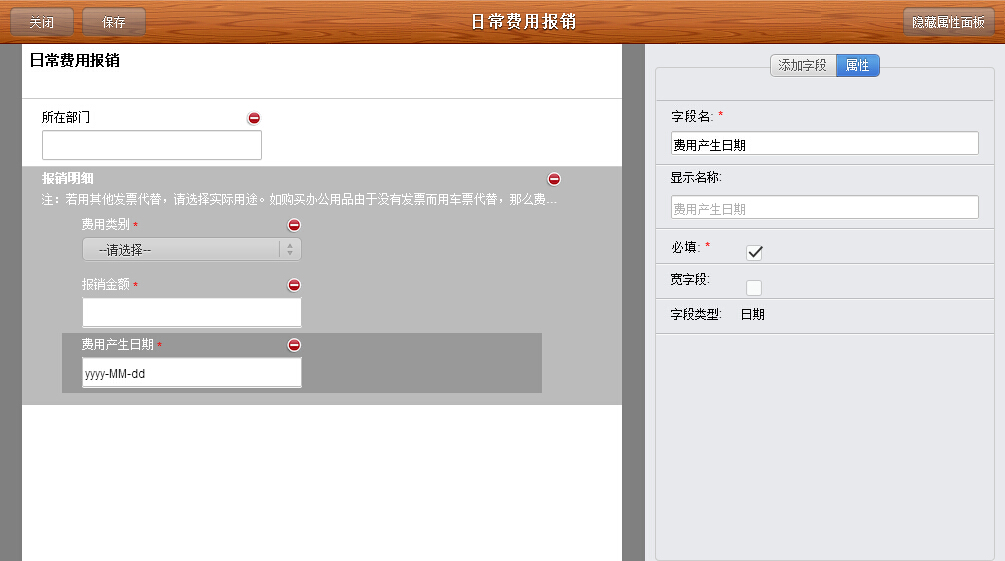 关闭
保存
日常费用报销
隐藏属性面板
日常费用报销
所在部门
报销明细
注：若用其他发票代替，请选择实际用途。如购买办公用品由于没有发票而用车票代替，那么费...
费用类别 *
--请选择--
报销金额 *
费用产生日期 *
yyyy-MM-dd
添加字段
属性
字段名: *
费用产生日期
显示名称:
费用产生日期
必填: *
宽字段:
字段类型: 日期